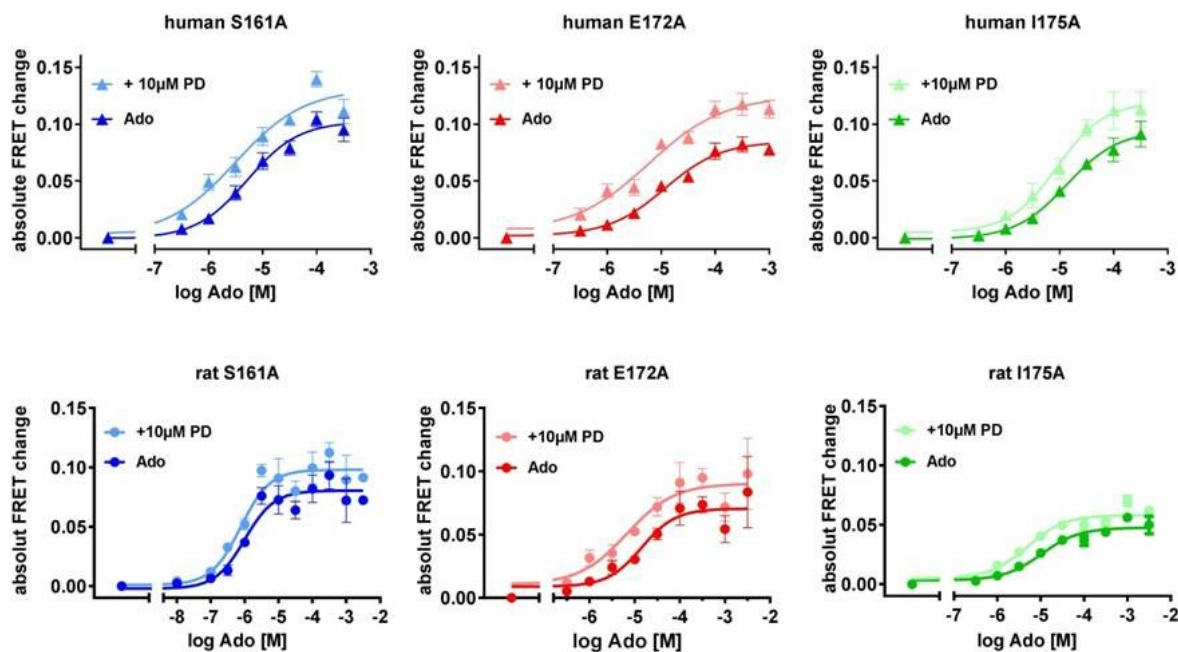 human S161A
absolute FRET change
0.15
0.10
0.05
0.00
+ 10µM PD
Ado
-7 -6 -5 -4 -3
log Ado [M]
human E172A
absolute FRET change
0.15
0.10
0.05
0.00
+ 10µM PD
Ado
-7 -6 -5 -4 -3
log Ado [M]
human I175A
absolute FRET change
0.15
0.10
0.05
0.00
+10µM PD
Ado
-7 -6 -5 -4 -3
log Ado [M]
rat S161A
absolut FRET change
0.15
0.10
0.05
0.00
+10µM PD
Ado
-8 -7 -6 -5 -4 -3 -2
log Ado [M]
rat E172A
absolut FRET change
0.15
0.10
0.05
0.00
+10µM PD
Ado
-6 -5 -4 -3 -2
log Ado [M]
rat I175A
absolut FRET change
0.15
0.10
0.05
0.00
+10µM PD
Ado
-7 -6 -5 -4 -3 -2
log Ado [M]